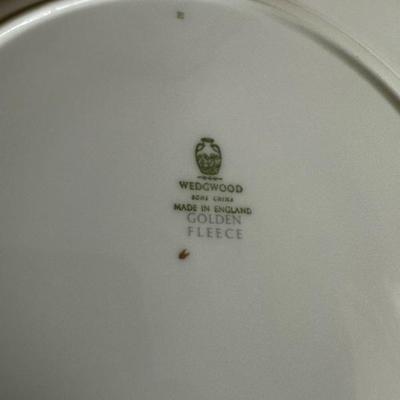 WEDGWOOD
BONE CHINA
MADE IN ENGLAND
GOLDEN
FLEECE